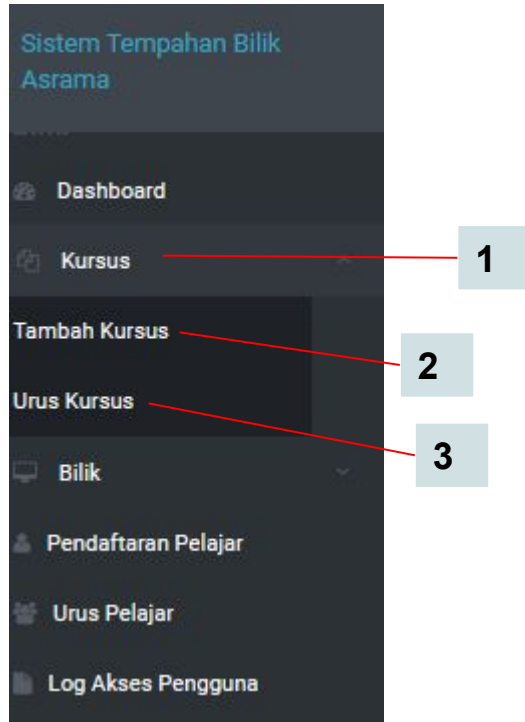 Sistem Tempahan Bilik
Asrama
Dashboard
Kursus
1
Tambah Kursus
2
Urus Kursus
3
Bilik
Pendaftaran Pelajar
Urus Pelajar
Log Akses Pengguna